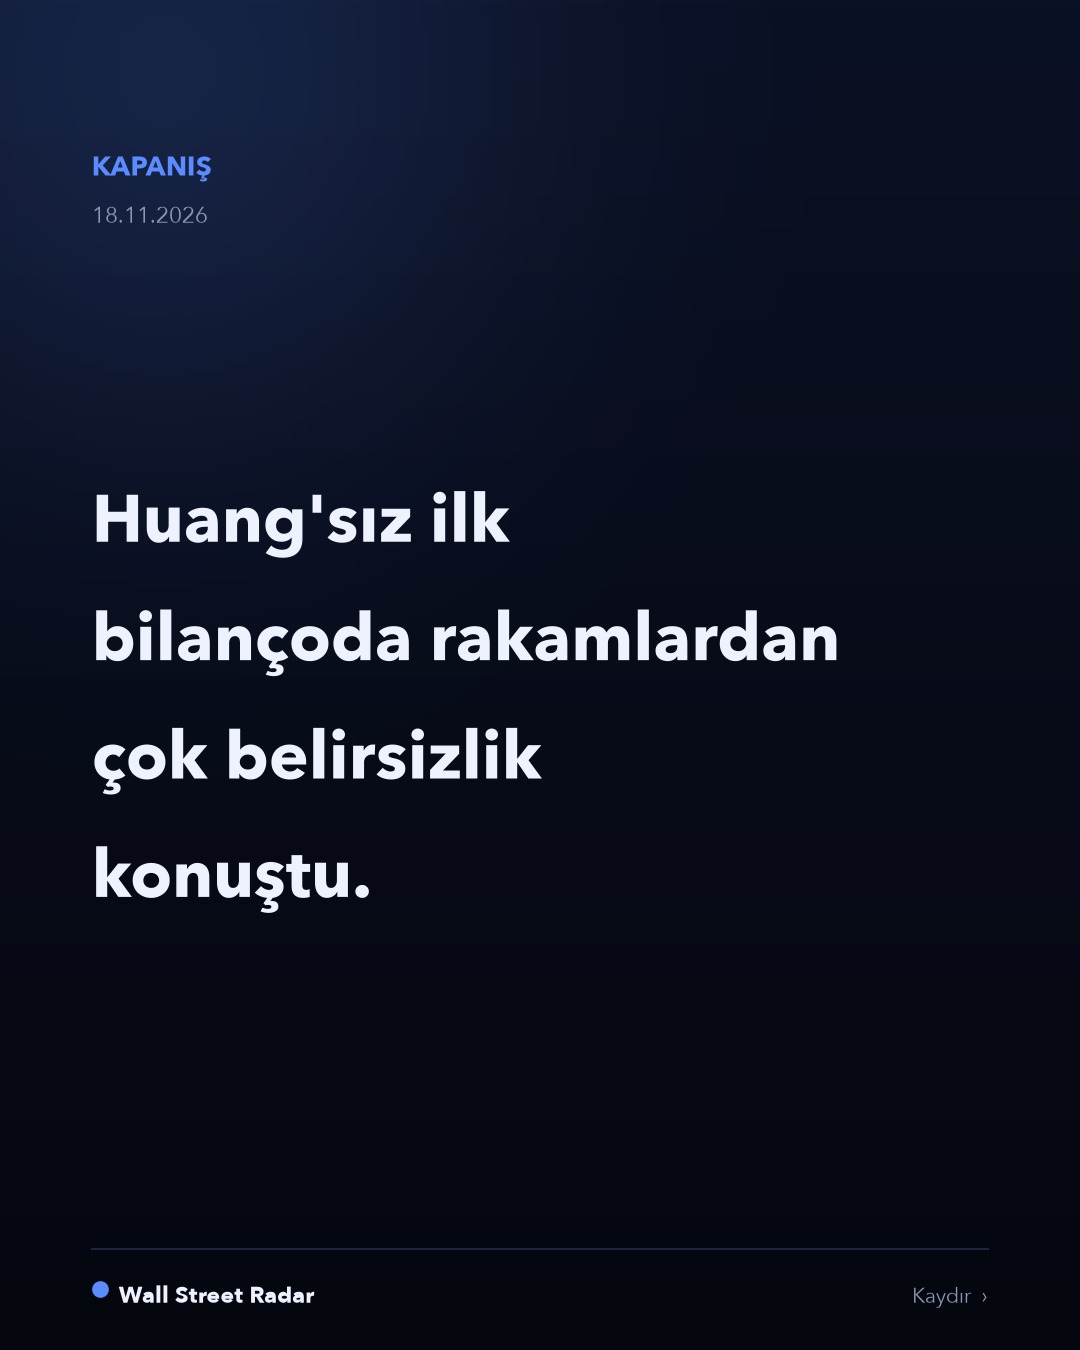 KAPANIŞ
18.11.2026
Huang'sız ilk
bilançoda rakamlardan
çok belirsizlik
konuştu.
Wall Street Radar
Kaydır ›